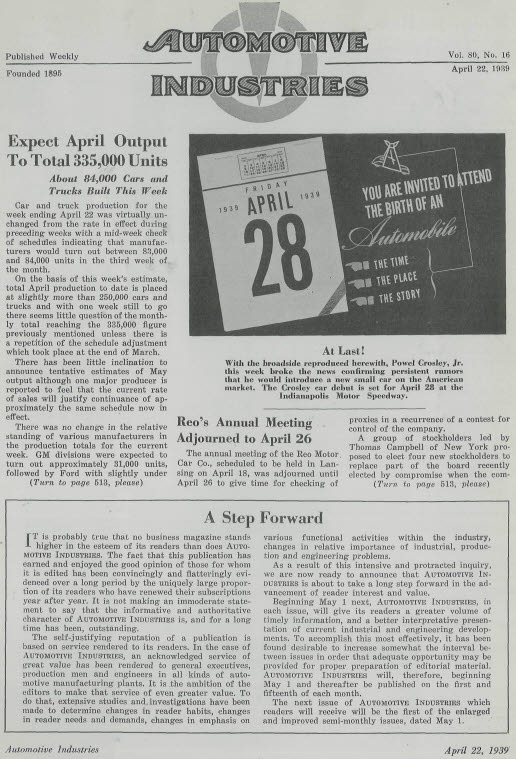 AUTOMOTIVE
INDUSTRIES
Published Weekly
Founded 1895
Vol. 80, No. 16
April 22, 1939
Expect April Output
To Total 335,000 Units
About 84,000 Cars and
Trucks Built This Week
Car and truck production for the
week ending April 22 was virtually un-
changed from the rate in effect during
preceding weeks with a mid-week check
of schedules indicating that manufac-
turers would turn out between 83,000
and 84,000 units in the third week of
the month.
On the basis of this week's estimate,
total April production to date is placed
at slightly more than 250,000 cars and
trucks and with one week still to go
there seems little question of the month-
ly total reaching the 335,000 figure
previously mentioned unless there is
a repetition of the schedule adjustment
which took place at the end of March.
There has been little inclination to
announce tentative estimates of May
output although one major producer is
reported to feel that the current rate
of sales will justify continuance of ap-
proximately the same schedule now in
effect.
There was no change in the relative
standing of various manufacturers in
the production totals for the current
week. GM divisions were expected to
turn out approximately 31,000 units,
followed by Ford with slightly under
(Turn to page 513, please)
FRIDAY
1939 APRIL 1939
28
YOU ARE INVITED TO ATTEND
THE BIRTH OF AN
Automobile
THE TIME
THE PLACE
THE STORY
At Last!
With the broadside reproduced herewith, Powel Crosley, Jr.
this week broke the news confirming persistent rumors
that he would introduce a new small car on the American
market. The Crosley car debut is set for April 28 at the
Indianapolis Motor Speedway.
Reo's Annual Meeting
Adjourned to April 26
The annual meeting of the Reo Motor
Car Co., scheduled to be held in Lan-
sing on April 18, was adjourned until
April 26 to give time for checking of
proxies in a recurrence of a contest for
control of the company.
A group of stockholders led by
Thomas Campbell of New York pro-
posed to elect four new stockholders to
replace part of the board recently
elected by compromise when the com-
(Turn to page 513, please)
A Step Forward
IT is probably true that no business magazine stands
higher in the esteem of its readers than does AUTO-
MOTIVE INDUSTRIES. The fact that this publication has
earned and enjoyed the good opinion of those for whom
it is edited has been convincingly and flatteringly evi-
denced over a long period by the uniquely large propor-
tion of its readers who have renewed their subscriptions
year after year. It is not making an immoderate state-
ment to say that the informative and authoritative
character of AUTOMOTIVE INDUSTRIES is, and for a long
time has been, outstanding.
The self-justifying reputation of a publication is
based on service rendered to its readers. In the case of
AUTOMOTIVE INDUSTRIES, an acknowledged service of
great value has been rendered to general executives,
production men and engineers in all kinds of auto-
motive manufacturing plants. It is the ambition of the
editors to make that service of even greater value. To
do that, extensive studies and investigations have been
made to determine changes in reader habits, changes
in reader needs and demands, changes in emphasis on
various functional activities within the industry,
changes in relative importance of industrial, produc-
tion and engineering problems.
As a result of this intensive and protracted inquiry,
we are now ready to announce that AUTOMOTIVE IN-
DUSTRIES is about to take a long step forward in the ad-
vancement of reader interest and value.
Beginning May 1 next, AUTOMOTIVE INDUSTRIES, in
each issue, will give its readers a greater volume of
timely information, and a better interpretative presen-
tation of current industrial and engineering develop-
ments. To accomplish this most effectively, it has been
found desirable to increase somewhat the interval be-
tween issues in order that adequate opportunity may be
provided for proper preparation of editorial material.
AUTOMOTIVE INDUSTRIES will, therefore, beginning
May 1 and thereafter be published on the first and
fifteenth of each month.
The next issue of AUTOMOTIVE INDUSTRIES which
readers will receive will be the first of the enlarged
and improved semi-monthly issues, dated May 1.
Automotive Industries
April 22, 1939